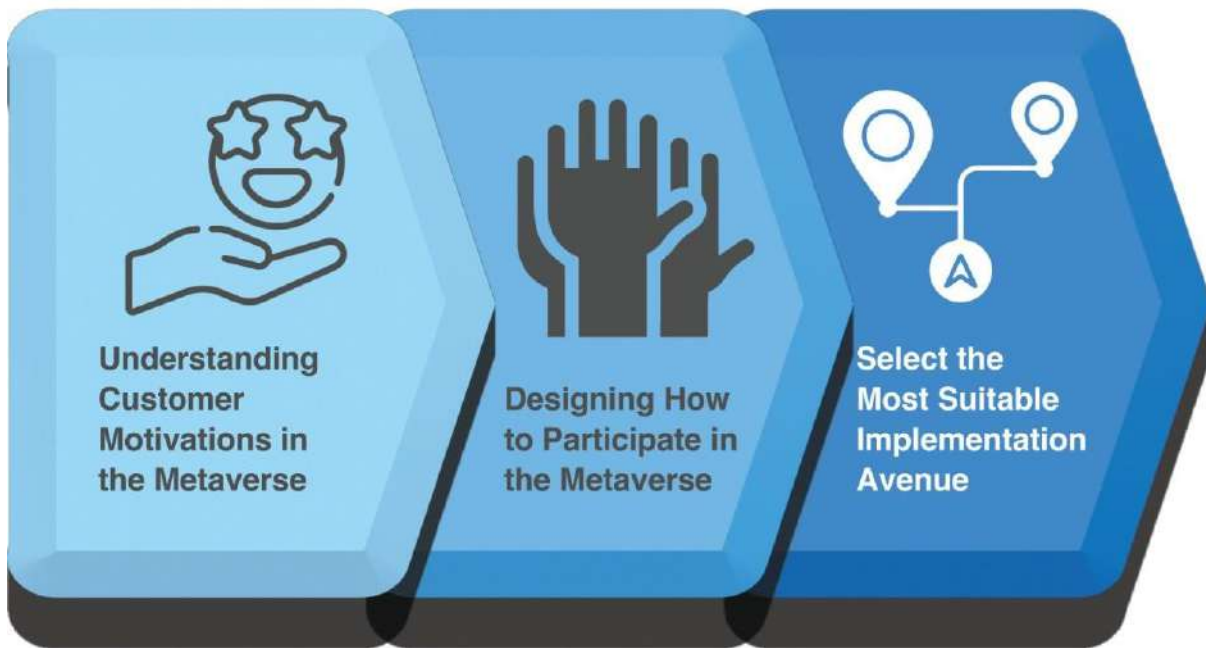 Understanding
Customer
Motivations in
the Metaverse
Designing How
to Participate in
the Metaverse
Select the
Most Suitable
Implementation
Avenue